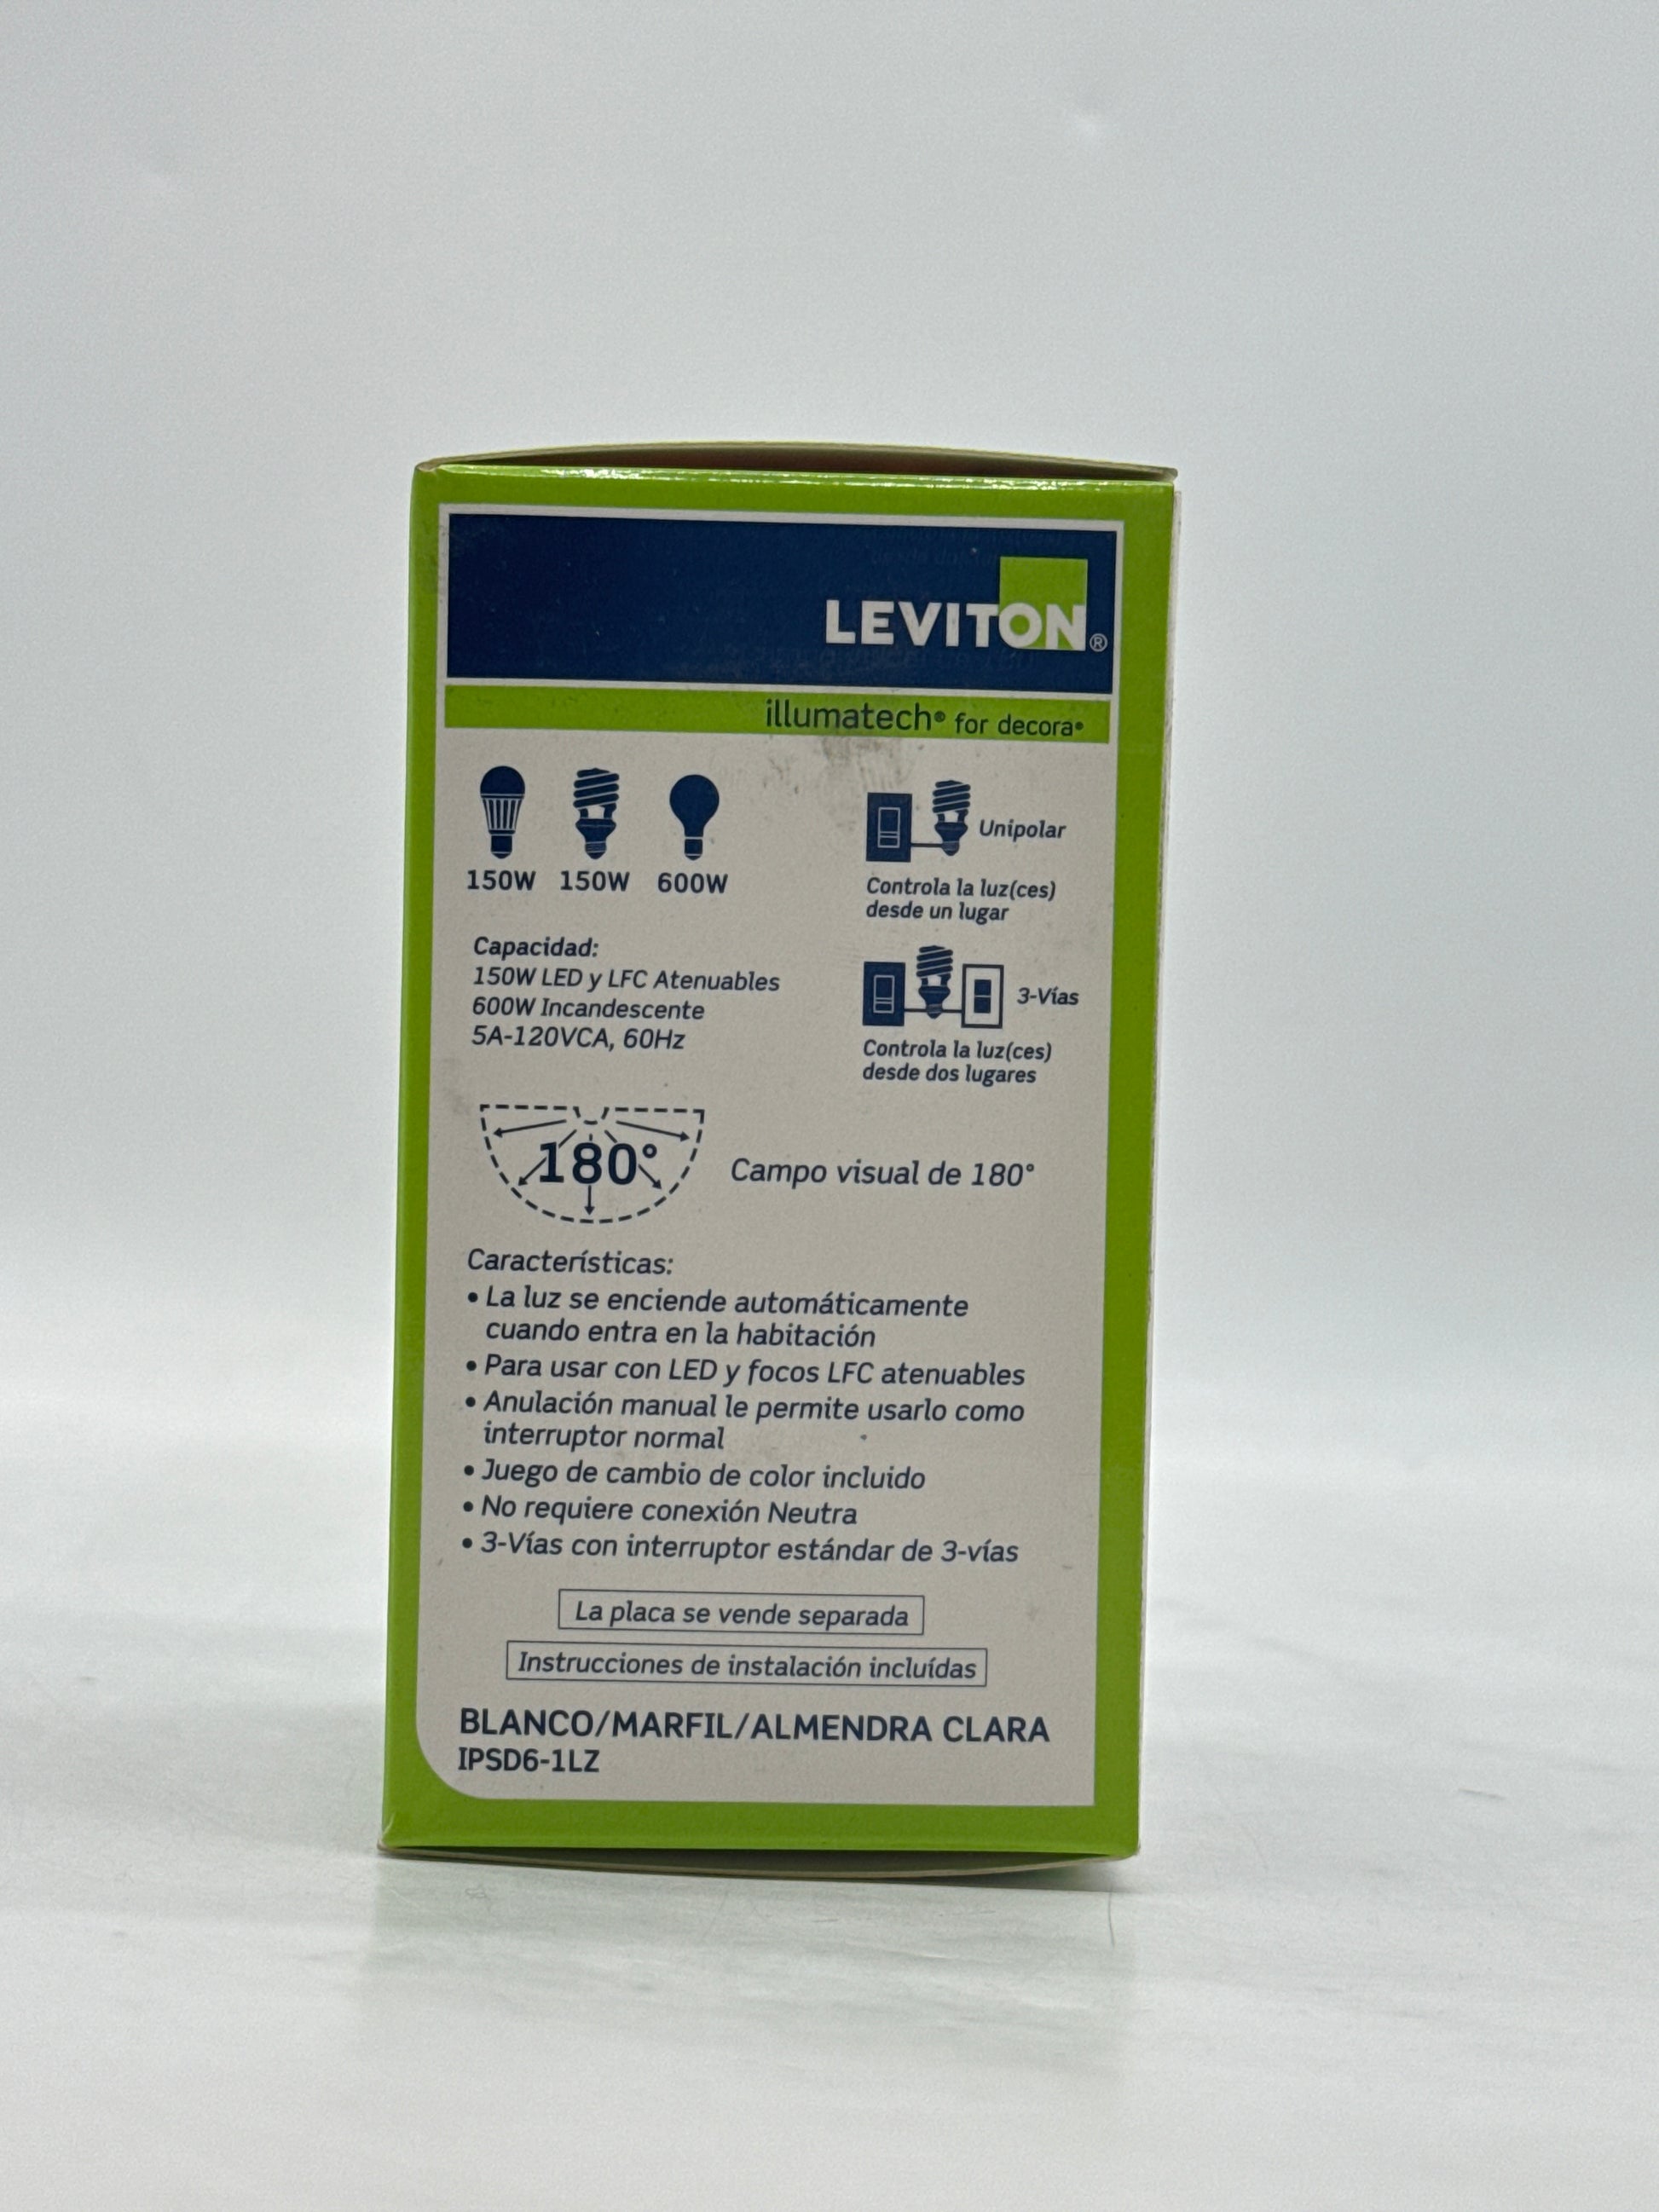 LEVITON®
illumatech® for decora®
150W 150W 600W
Capacidad:
150W LED y LFC Atenuables
600W Incandescente
5A-120VCA, 60Hz
Unipolar
Controla la luz(ces)
desde un lugar
3-Vías
Controla la luz(ces)
desde dos lugares
180°
Campo visual de 180°
Características:
• La luz se enciende automáticamente
cuando entra en la habitación
• Para usar con LED y focos LFC atenuables
• Anulación manual le permite usarlo como
interruptor normal
• Juego de cambio de color incluido
• No requiere conexión Neutra
• 3-Vías con interruptor estándar de 3-vías
La placa se vende separada
Instrucciones de instalación incluídas
BLANCO/MARFIL/ALMENDRA CLARA
IPSD6-1LZ